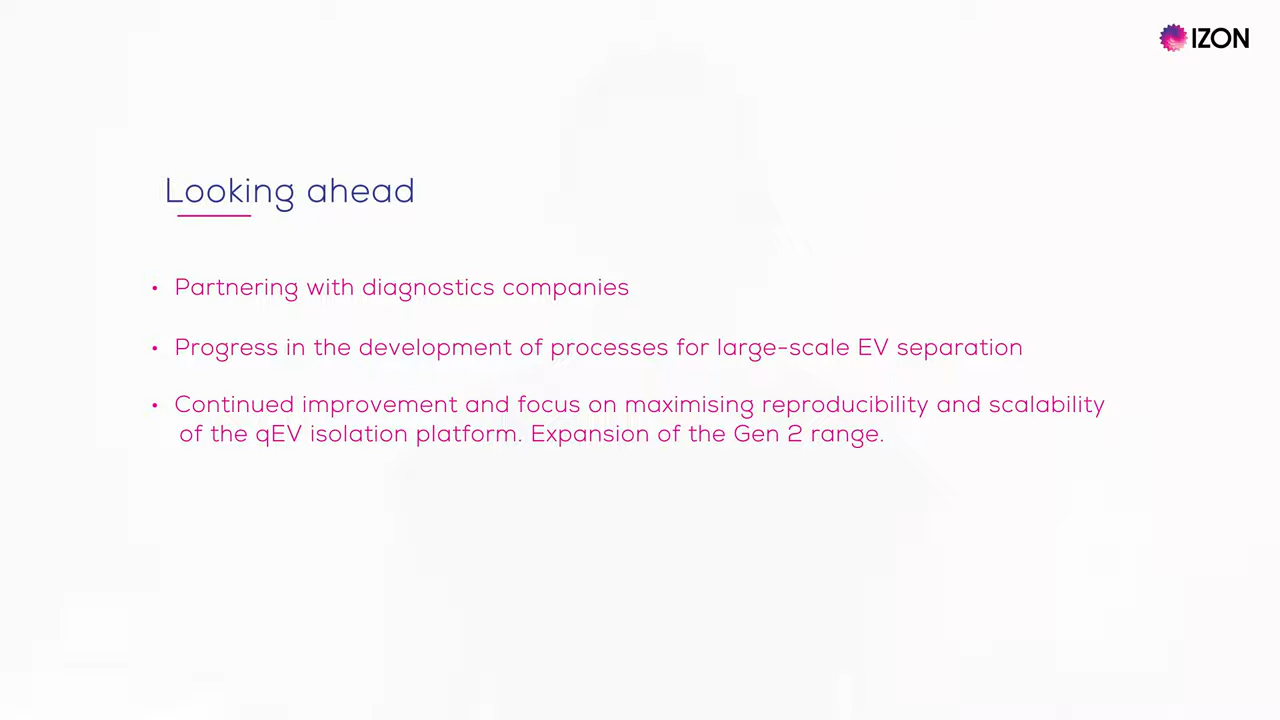 IZON
Looking ahead
• Partnering with diagnostics companies
• Progress in the development of processes for large-scale EV separation
• Continued improvement and focus on maximising reproducibility and scalability
of the qEV isolation platform. Expansion of the Gen 2 range.